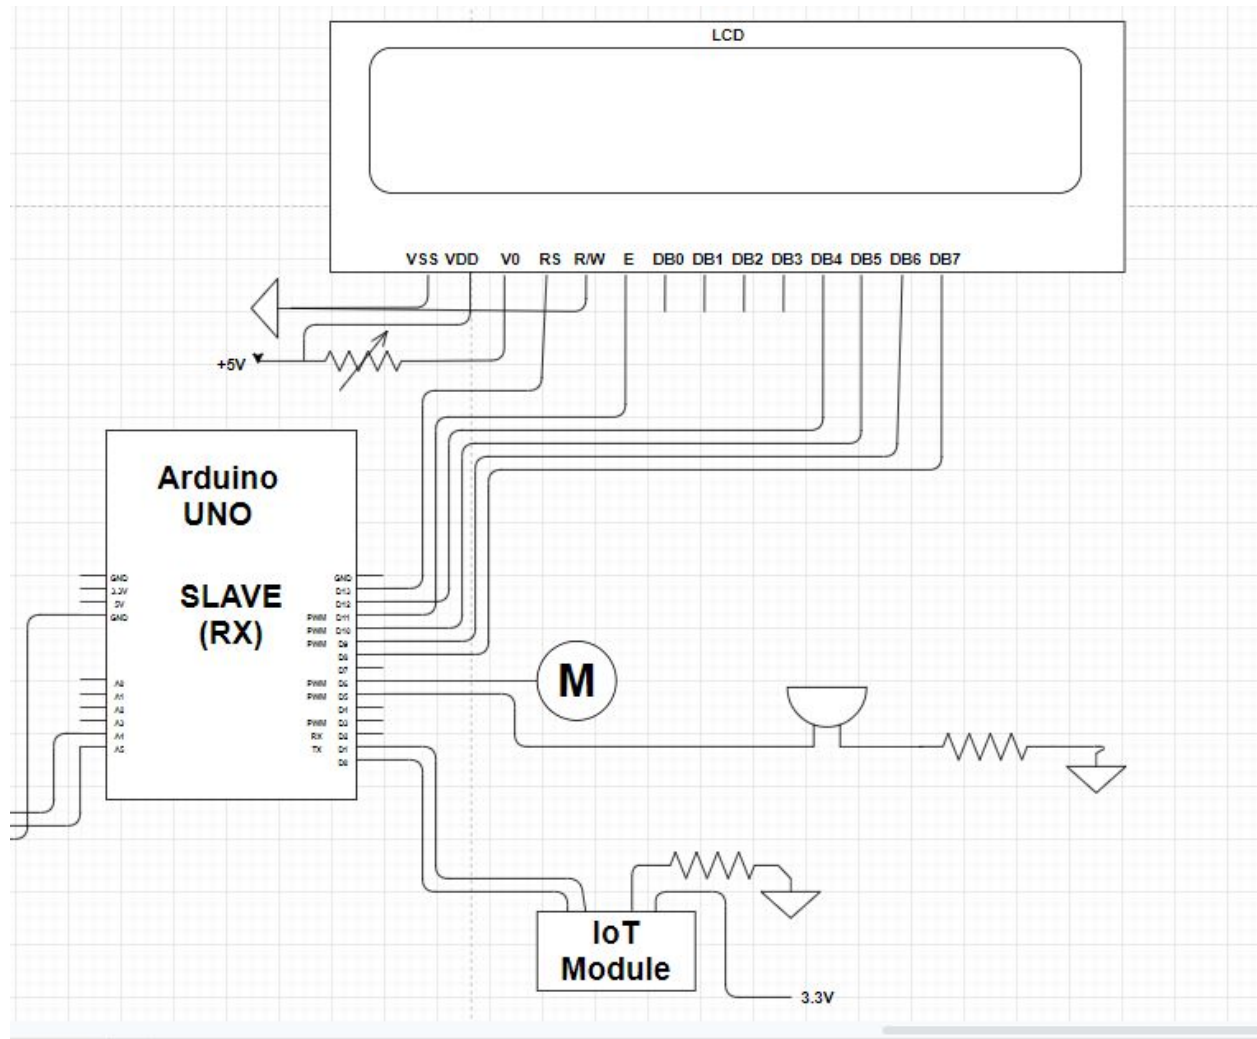 LCD
VSS VDD V0 RS R/W E DB0 DB1 DB2 DB3 DB4 DB5 DB6 DB7
+5V
Arduino
UNO
SLAVE
(RX)
GND
3.3V
5V
GND
A0
A1
A2
A3
A4
A5
GND
D13
D12
PWM D11
PWM D10
PWM D9
D8
D7
PWM D6
PWM D5
D4
PWM D3
RX D2
TX D1
D0
M
IoT
Module
3.3V